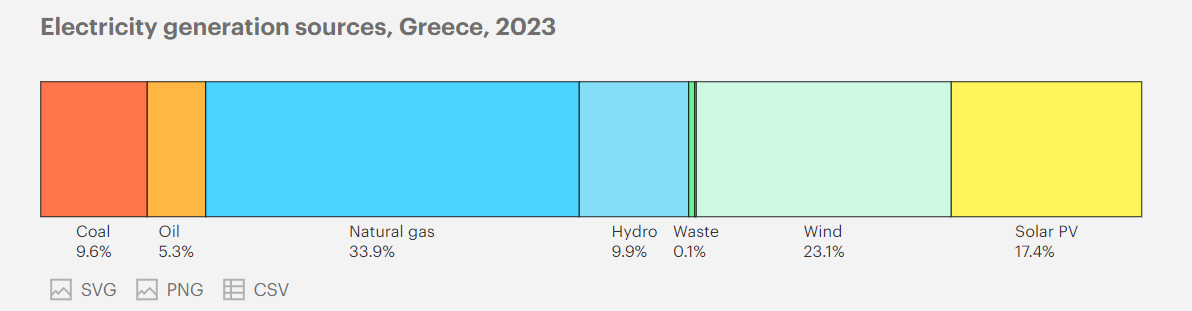 Electricity generation sources, Greece, 2023
Coal Oil Natural gas Hydro Waste Wind Solar PV
9.6% 5.3% 33.9% 9.9% 0.1% 23.1% 17.4%
SVG PNG CSV